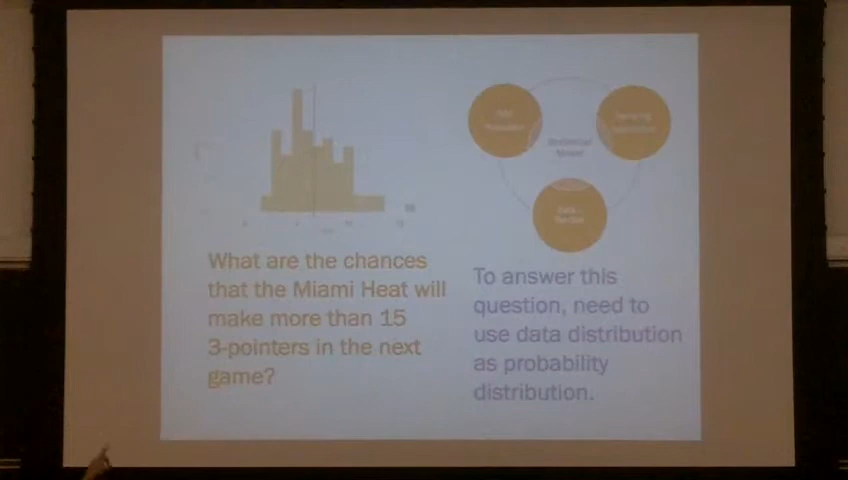 What are the chances
that the Miami Heat will
make more than 15
3-pointers in the next
game?
To answer this
question, need to
use data distribution
as probability
distribution.